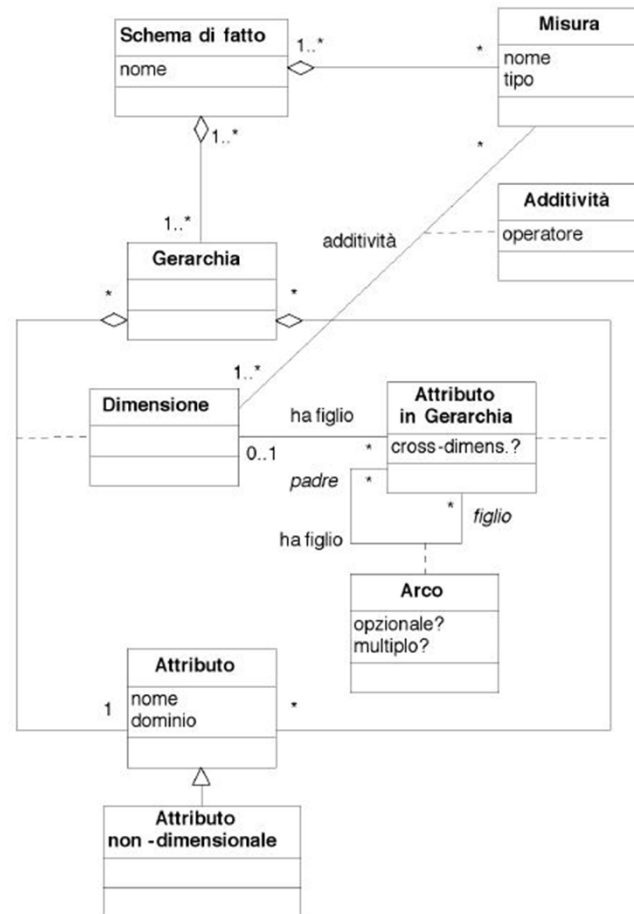 Schema di fatto
nome
1..*
*
Misura
nome
tipo
1..*
*
1..*
additività
Additività
operatore
Gerarchia
*
*
1..*
Dimensione
ha figlio
0..1
*
Attributo
in Gerarchia
cross-dimens.?
padre
*
*
figlio
ha figlio
Arco
opzionale?
multiplo?
Attributo
nome
dominio
1
*
Attributo
non -dimensionale